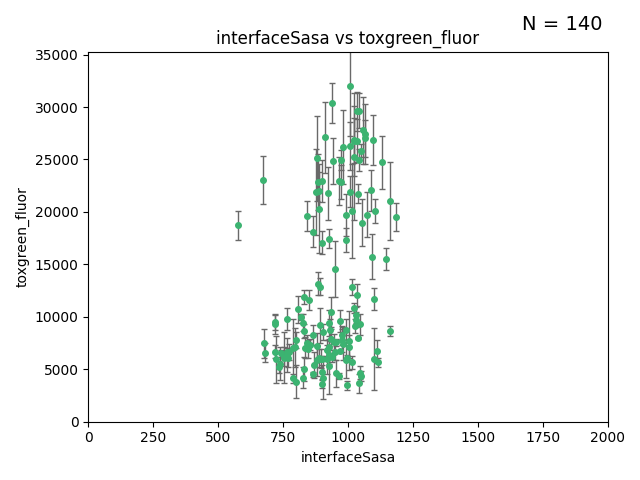 N = 140
interfaceSasa vs toxgreen_fluor
35000
30000
25000
20000
15000
10000
5000
0
toxgreen_fluor
0 250 500 750 1000 1250 1500 1750 2000
interfaceSasa